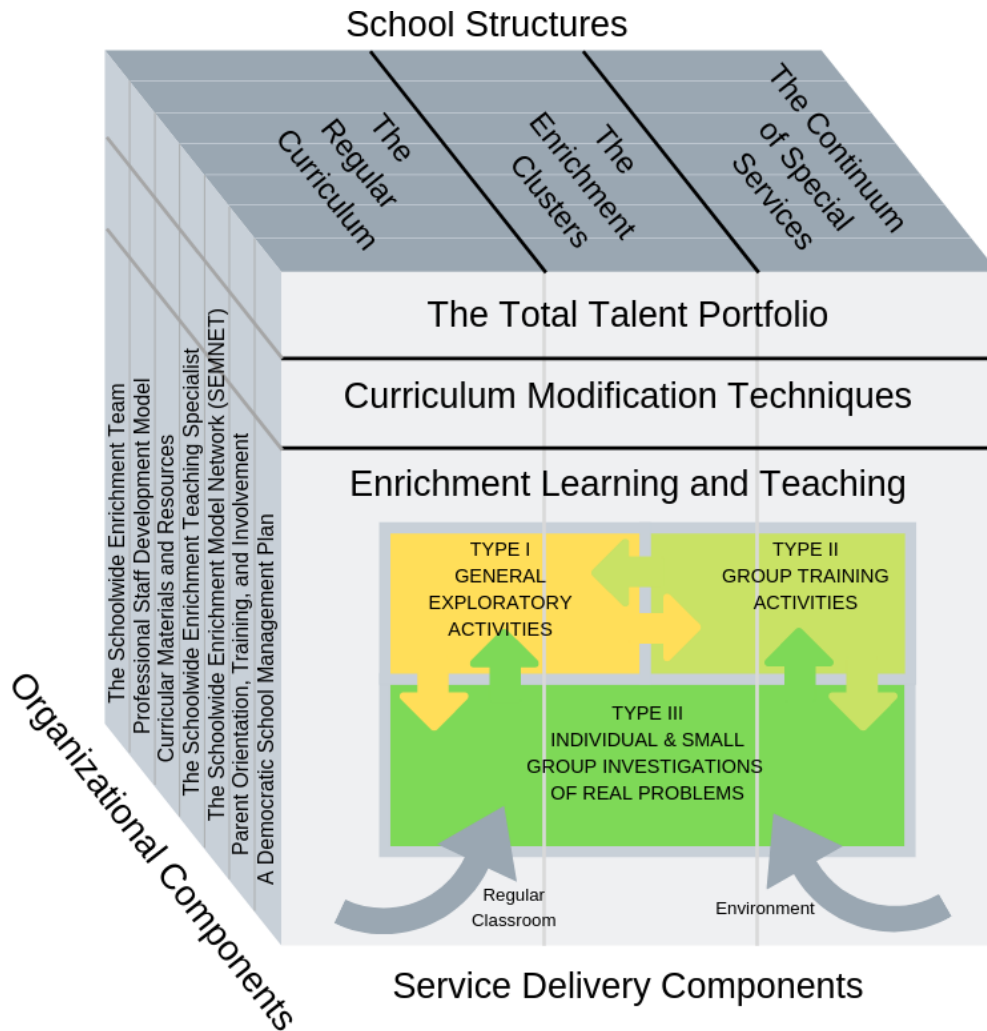 School Structures
The
Regular
Curriculum
The
Enrichment
Clusters
The Continuum
of Special
Services
The Total Talent Portfolio
Curriculum Modification Techniques
Enrichment Learning and Teaching
TYPE I
GENERAL
EXPLORATORY
ACTIVITIES
TYPE II
GROUP TRAINING
ACTIVITIES
TYPE III
INDIVIDUAL & SMALL
GROUP INVESTIGATIONS
OF REAL PROBLEMS
Regular
Classroom
Environment
The Schoolwide Enrichment Team
Professional Staff Development Model
Curricular Materials and Resources
The Schoolwide Enrichment Teaching Specialist
The Schoolwide Enrichment Model Network (SEMNET)
Parent Orientation, Training, and Involvement
A Democratic School Management Plan
Organizational Components
Service Delivery Components